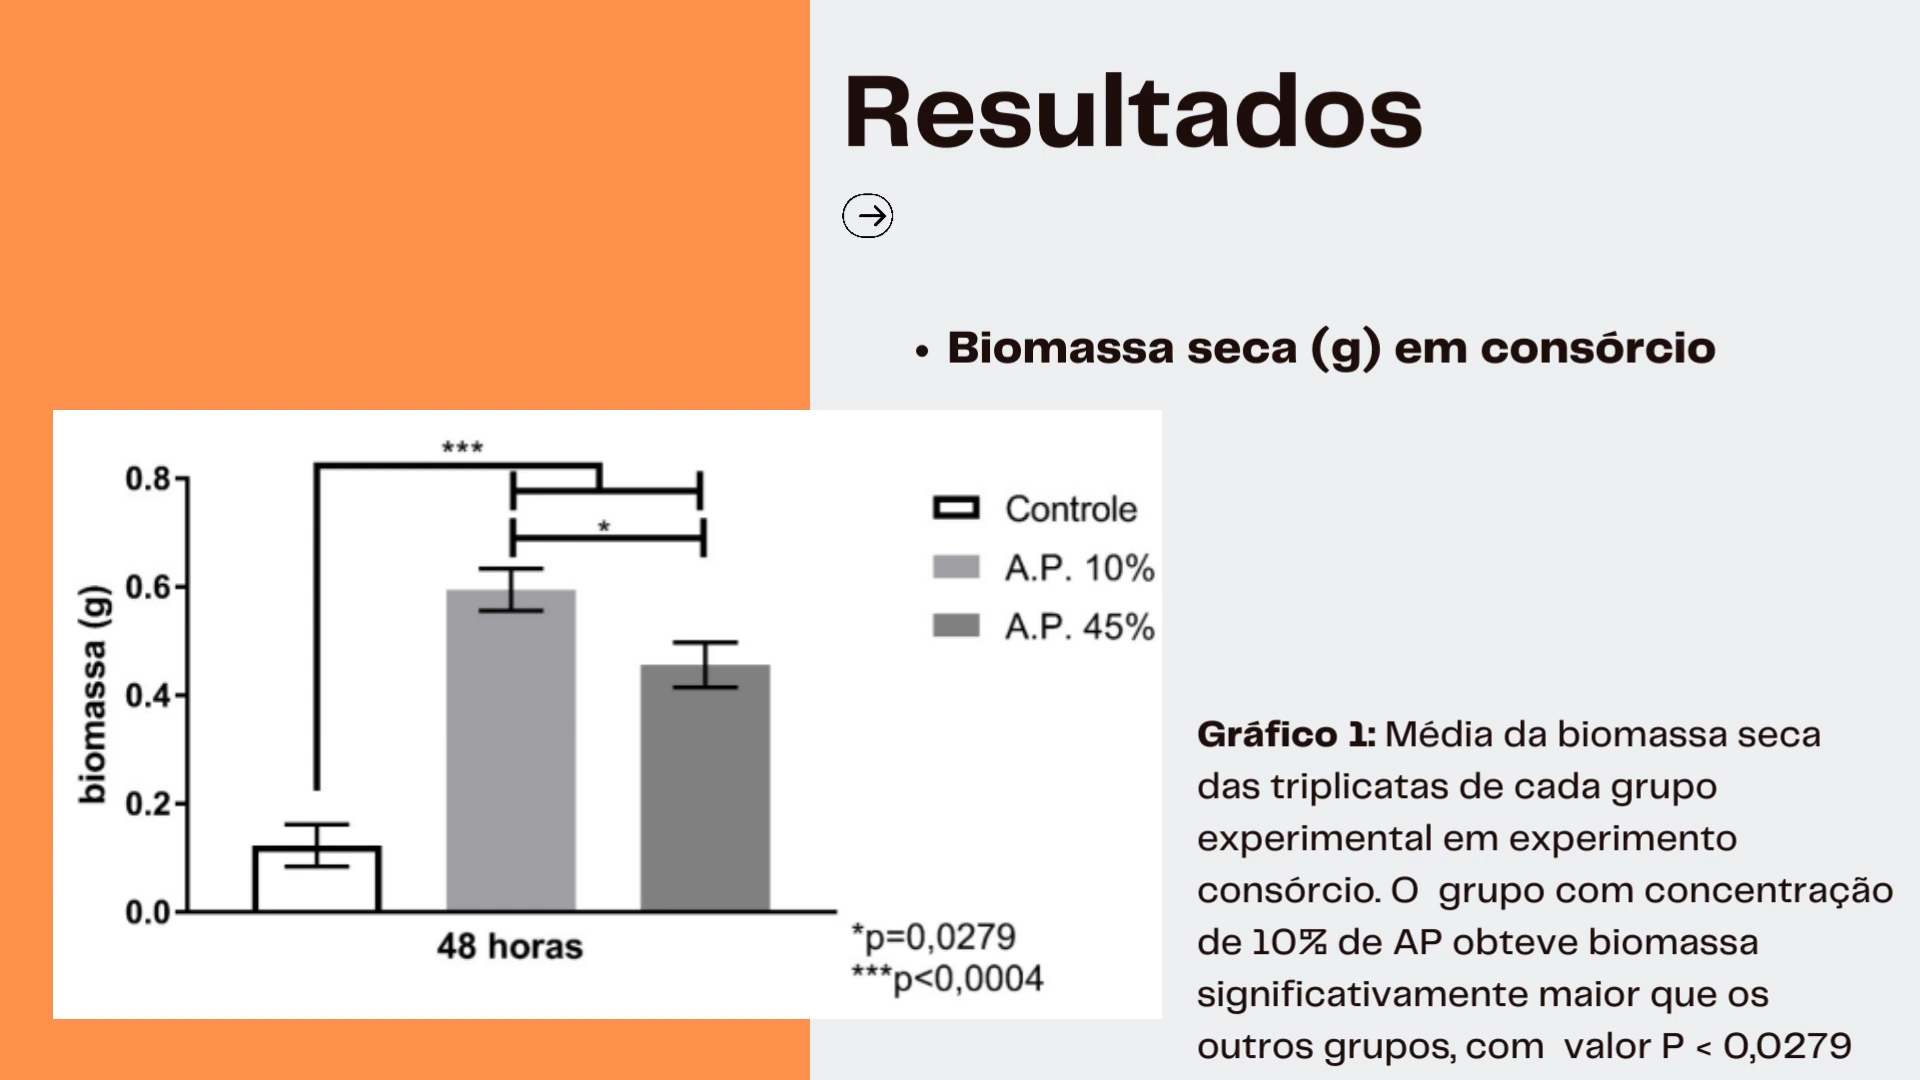 Resultados
• Biomassa seca (g) em consórcio
***
*
0.8
0.6
0.4
0.2
0.0
biomassa (g)
48 horas
Controle
A.P. 10%
A.P. 45%
*p=0,0279
***p<0,0004
Gráfico 1: Média da biomassa seca
das triplicatas de cada grupo
experimental em experimento
consórcio. O grupo com concentração
de 10% de AP obteve biomassa
significativamente maior que os
outros grupos, com valor P < 0,0279